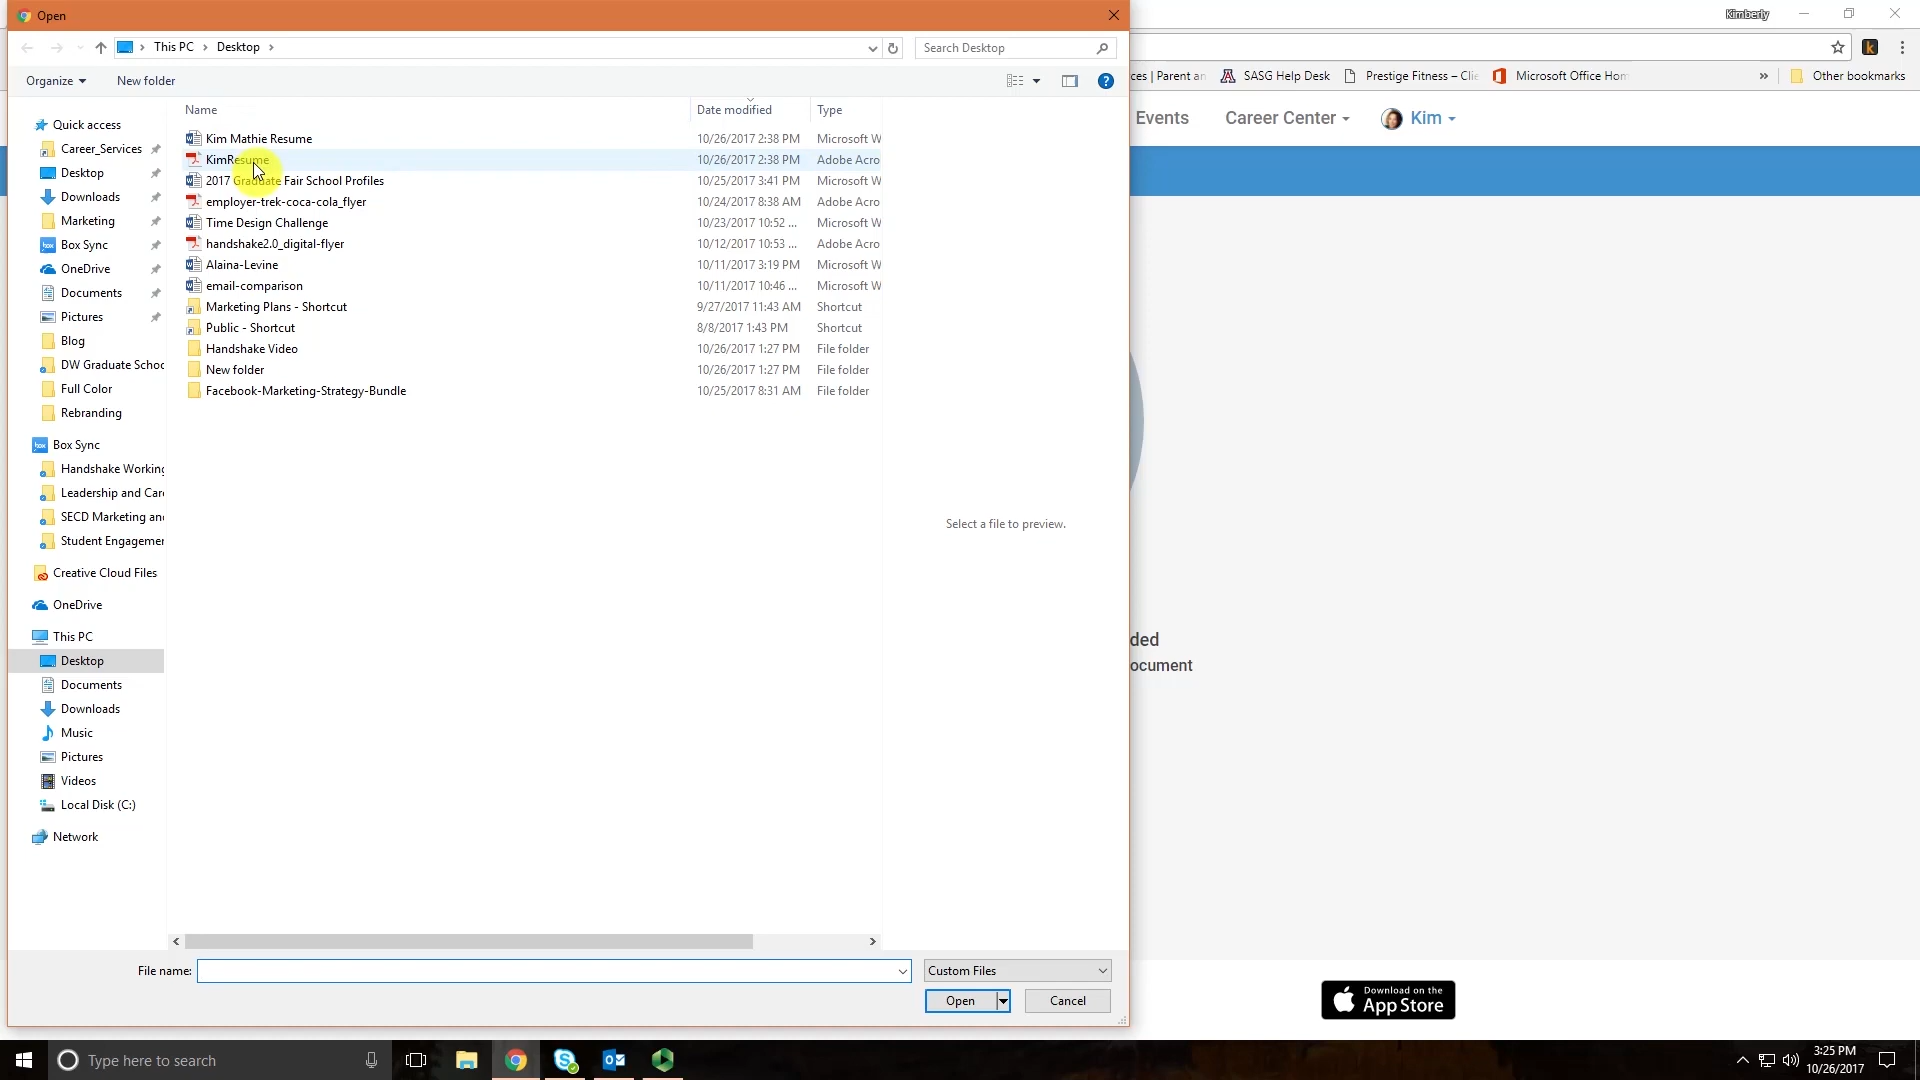 Open
Kimberly
This PC
Desktop
Search Desktop
Organize
New folder
ces | Parent an
SASG Help Desk
Prestige Fitness – Clie
Microsoft Office Hom
»
Other bookmarks
Events
Career Center
Kim
Name
Date modified
Type
Quick access
Career_Services
Desktop
Downloads
Marketing
Box Sync
OneDrive
Documents
Pictures
Blog
DW Graduate Schoo
Full Color
Rebranding
Box Sync
Handshake Working
Leadership and Car
SECD Marketing and
Student Engagemen
Creative Cloud Files
OneDrive
This PC
Desktop
Documents
Downloads
Music
Pictures
Videos
Local Disk (C:)
Network
Kim Mathie Resume 10/26/2017 2:38 PM Microsoft W
KimResume 10/26/2017 2:38 PM Adobe Acro
2017 Graduate Fair School Profiles 10/25/2017 3:41 PM Microsoft W
employer-trek-coca-cola_flyer 10/24/2017 8:38 AM Adobe Acro
Time Design Challenge 10/23/2017 10:52 ... Microsoft W
handshake2.0_digital-flyer 10/12/2017 10:53 ... Adobe Acro
Alaina-Levine 10/11/2017 3:19 PM Microsoft W
email-comparison 10/11/2017 10:46 ... Microsoft W
Marketing Plans - Shortcut 9/27/2017 11:43 AM Shortcut
Public - Shortcut 8/8/2017 1:43 PM Shortcut
Handshake Video 10/26/2017 1:27 PM File folder
New folder 10/26/2017 1:27 PM File folder
Facebook-Marketing-Strategy-Bundle 10/25/2017 8:31 AM File folder
Select a file to preview.
ded
ocument
File name:
Custom Files
Open
Cancel
Download on the
App Store
Type here to search
3:25 PM
10/26/2017